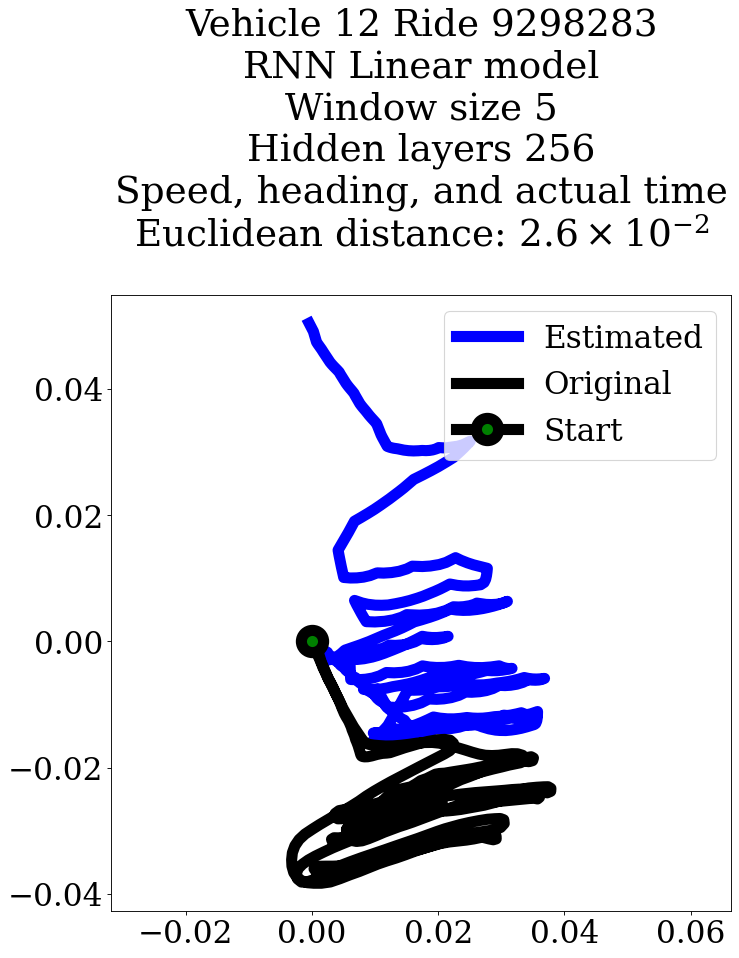 Vehicle 12 Ride 9298283
RNN Linear model
Window size 5
Hidden layers 256
Speed, heading, and actual time
Euclidean distance: 2.6 × 10⁻²
Estimated
Original
Start
0.04
0.02
0.00
−0.02
−0.04
−0.02 0.00 0.02 0.04 0.06